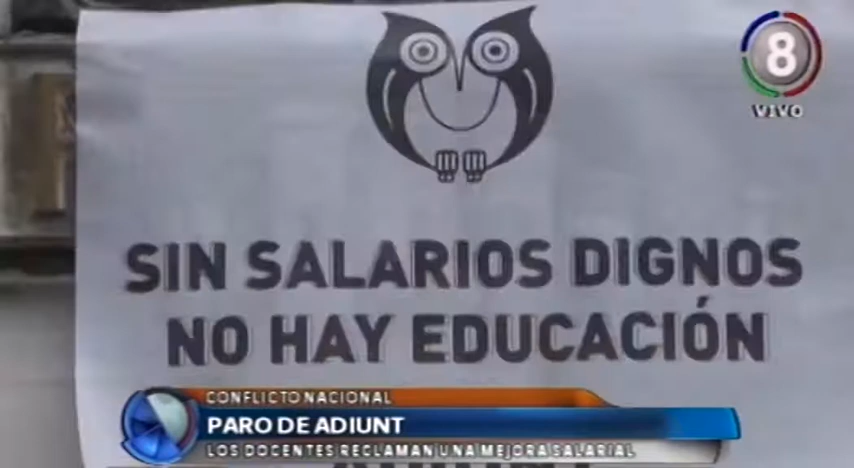 8
VIVO
SIN SALARIOS DIGNOS
NO HAY EDUCACIÓN
CONFLICTO NACIONAL
PARO DE ADIUNT
LOS DOCENTES RECLAMAN UNA MEJORA SALARIAL